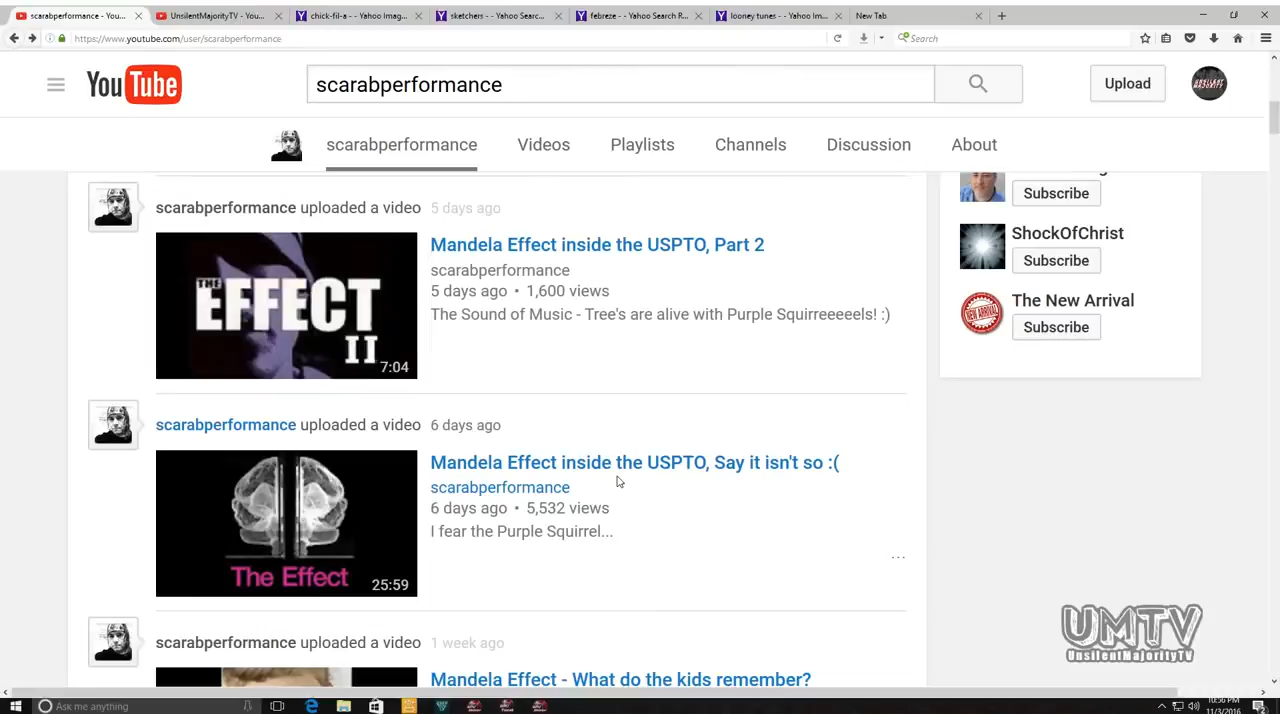 scarabperformance - You...
UnsilentMajorityTV - You...
chick-fil-a - Yahoo Imag...
sketchers - - Yahoo Searc...
febreze - - Yahoo Search R...
looney tunes - - Yahoo Im...
New Tab
https://www.youtube.com/user/scarabperformance
Search
YouTube
scarabperformance
Upload
scarabperformance
Videos
Playlists
Channels
Discussion
About
scarabperformance uploaded a video 5 days ago
THE EFFECT II
7:04
Mandela Effect inside the USPTO, Part 2
scarabperformance
5 days ago • 1,600 views
The Sound of Music - Tree's are alive with Purple Squirreeeeels! :)
Subscribe
ShockOfChrist
Subscribe
The New Arrival
Subscribe
scarabperformance uploaded a video 6 days ago
The Effect
25:59
Mandela Effect inside the USPTO, Say it isn't so :(
scarabperformance
6 days ago • 5,532 views
I fear the Purple Squirrel...
...
scarabperformance uploaded a video 1 week ago
Mandela Effect - What do the kids remember?
UMTV
UnsilentMajorityTV
Ask me anything
10:56 PM
11/3/2016